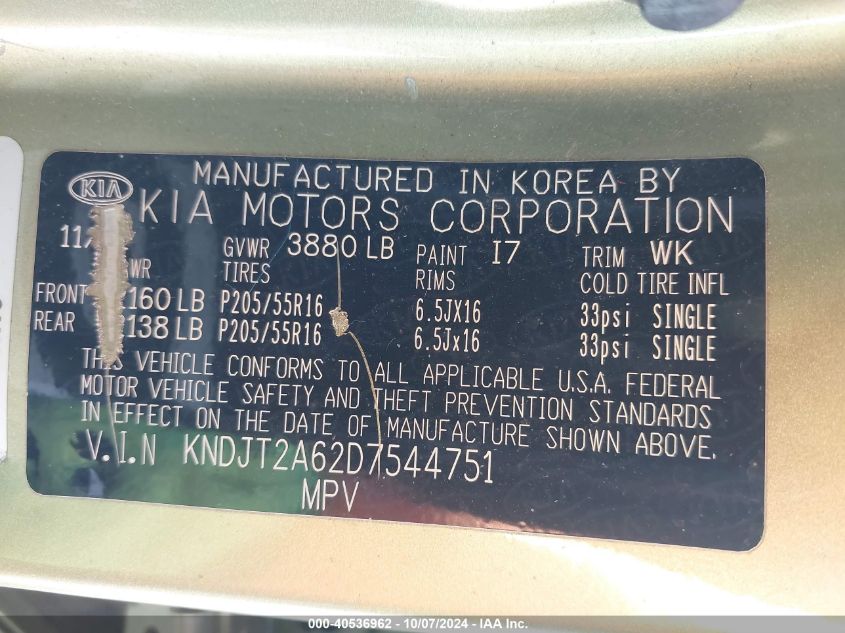 MANUFACTURED IN KOREA BY
KIA KIA MOTORS CORPORATION
11/ GVWR 3880 LB PAINT I7 TRIM WK
TIRES RIMS COLD TIRE INFL
FRONT 160 LB P205/55R16 6.5JX16 33psi SINGLE
REAR 138 LB P205/55R16 6.5Jx16 33psi SINGLE
THIS VEHICLE CONFORMS TO ALL APPLICABLE U.S.A. FEDERAL
MOTOR VEHICLE SAFETY AND THEFT PREVENTION STANDARDS
IN EFFECT ON THE DATE OF MANUFACTURE SHOWN ABOVE.
V.I.N KNDJT2A62D7544751
MPV
000-40536962 - 10/07/2024 - IAA Inc.